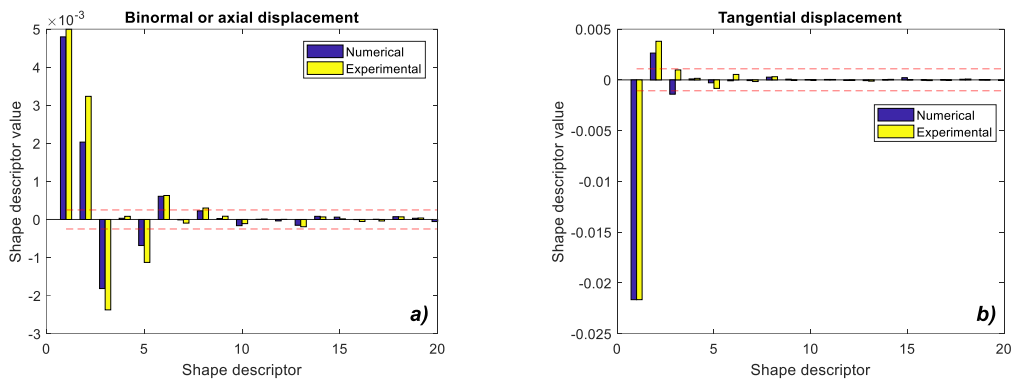 Binormal or axial displacement
×10⁻³
5
4
3
2
1
0
-1
-2
-3
0 5 10 15 20
Shape descriptor value
Shape descriptor
Numerical
Experimental
a)
Tangential displacement
0.005
0
-0.005
-0.01
-0.015
-0.02
-0.025
0 5 10 15 20
Shape descriptor value
Shape descriptor
Numerical
Experimental
b)